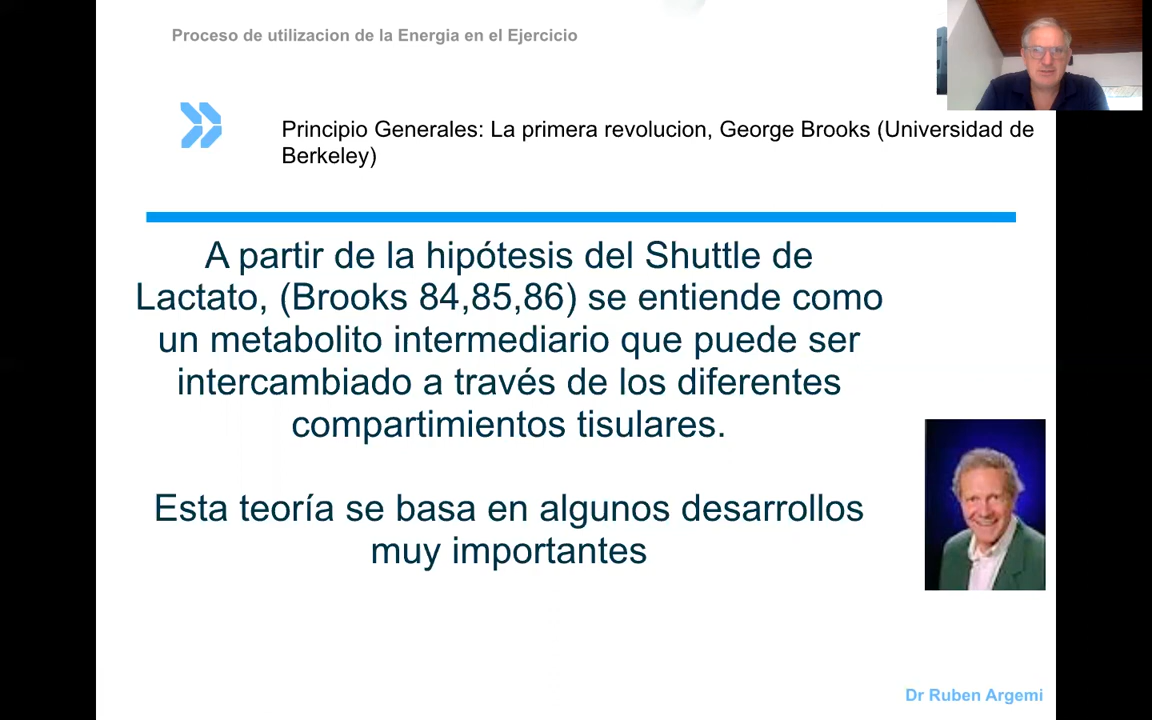 Proceso de utilizacion de la Energia en el Ejercicio
Principio Generales: La primera revolucion, George Brooks (Universidad de
Berkeley)
A partir de la hipótesis del Shuttle de
Lactato, (Brooks 84,85,86) se entiende como
un metabolito intermediario que puede ser
intercambiado a través de los diferentes
compartimientos tisulares.
Esta teoría se basa en algunos desarrollos
muy importantes
Dr Ruben Argemi